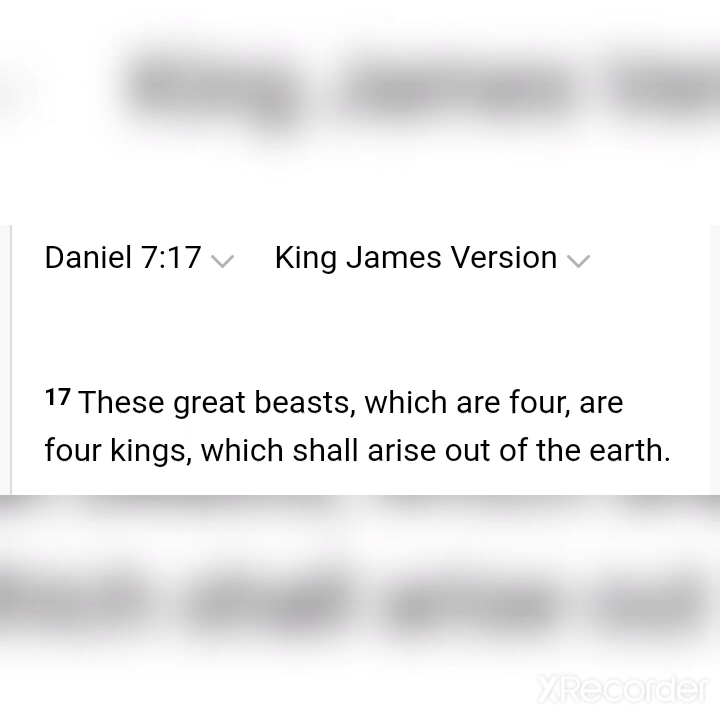 Daniel 7:17 King James Version
17 These great beasts, which are four, are
four kings, which shall arise out of the earth.
XRecorder